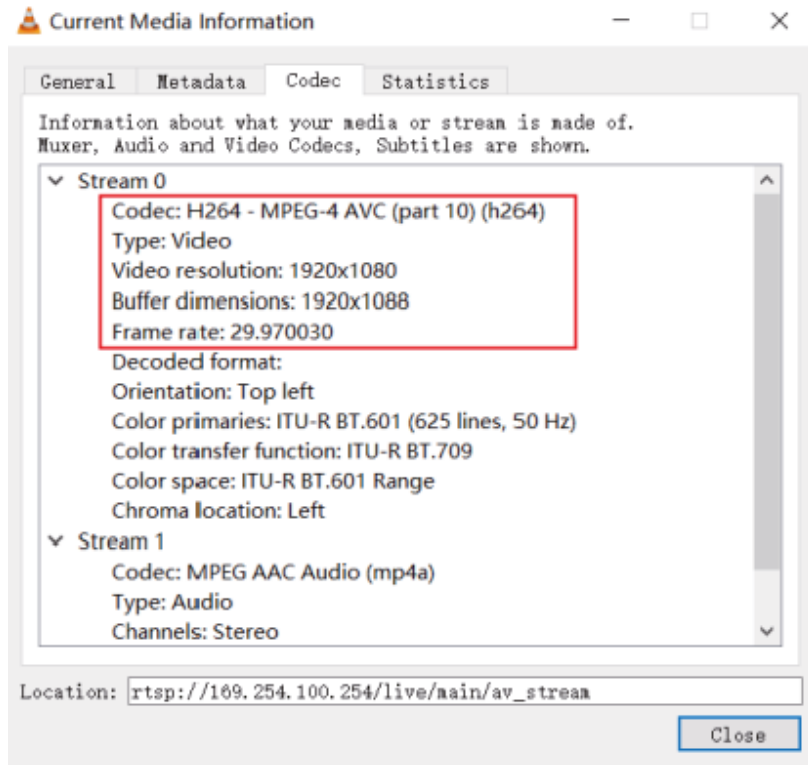 Current Media Information
General Metadata Codec Statistics
Information about what your media or stream is made of.
Muxer, Audio and Video Codecs, Subtitles are shown.
Stream 0
Codec: H264 - MPEG-4 AVC (part 10) (h264)
Type: Video
Video resolution: 1920x1080
Buffer dimensions: 1920x1088
Frame rate: 29.970030
Decoded format:
Orientation: Top left
Color primaries: ITU-R BT.601 (625 lines, 50 Hz)
Color transfer function: ITU-R BT.709
Color space: ITU-R BT.601 Range
Chroma location: Left
Stream 1
Codec: MPEG AAC Audio (mp4a)
Type: Audio
Channels: Stereo
Location: rtsp://169.254.100.254/live/main/av_stream
Close